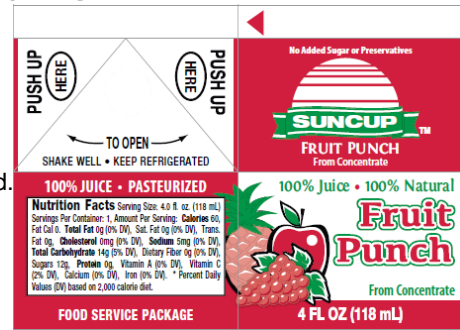 PUSH UP
HERE
PUSH UP
HERE
TO OPEN
SHAKE WELL • KEEP REFRIGERATED
d.
No Added Sugar or Preservatives
SUNCUP™
FRUIT PUNCH
From Concentrate
100% JUICE • PASTEURIZED
Nutrition Facts Serving Size: 4.0 fl. oz. (118 mL)
Servings Per Container: 1, Amount Per Serving: Calories 60,
Fat Cal 0. Total Fat 0g (0% DV), Sat. Fat 0g (0% DV), Trans.
Fat 0g, Cholesterol 0mg (0% DV), Sodium 5mg (0% DV),
Total Carbohydrate 14g (5% DV), Dietary Fiber 0g (0% DV),
Sugars 12g, Protein 0g, Vitamin A (0% DV), Vitamin C
(2% DV), Calcium (0% DV), Iron (0% DV). * Percent Daily
Values (DV) based on 2,000 calorie diet.
FOOD SERVICE PACKAGE
100% Juice • 100% Natural
Fruit
Punch
From Concentrate
4 FL OZ (118 mL)